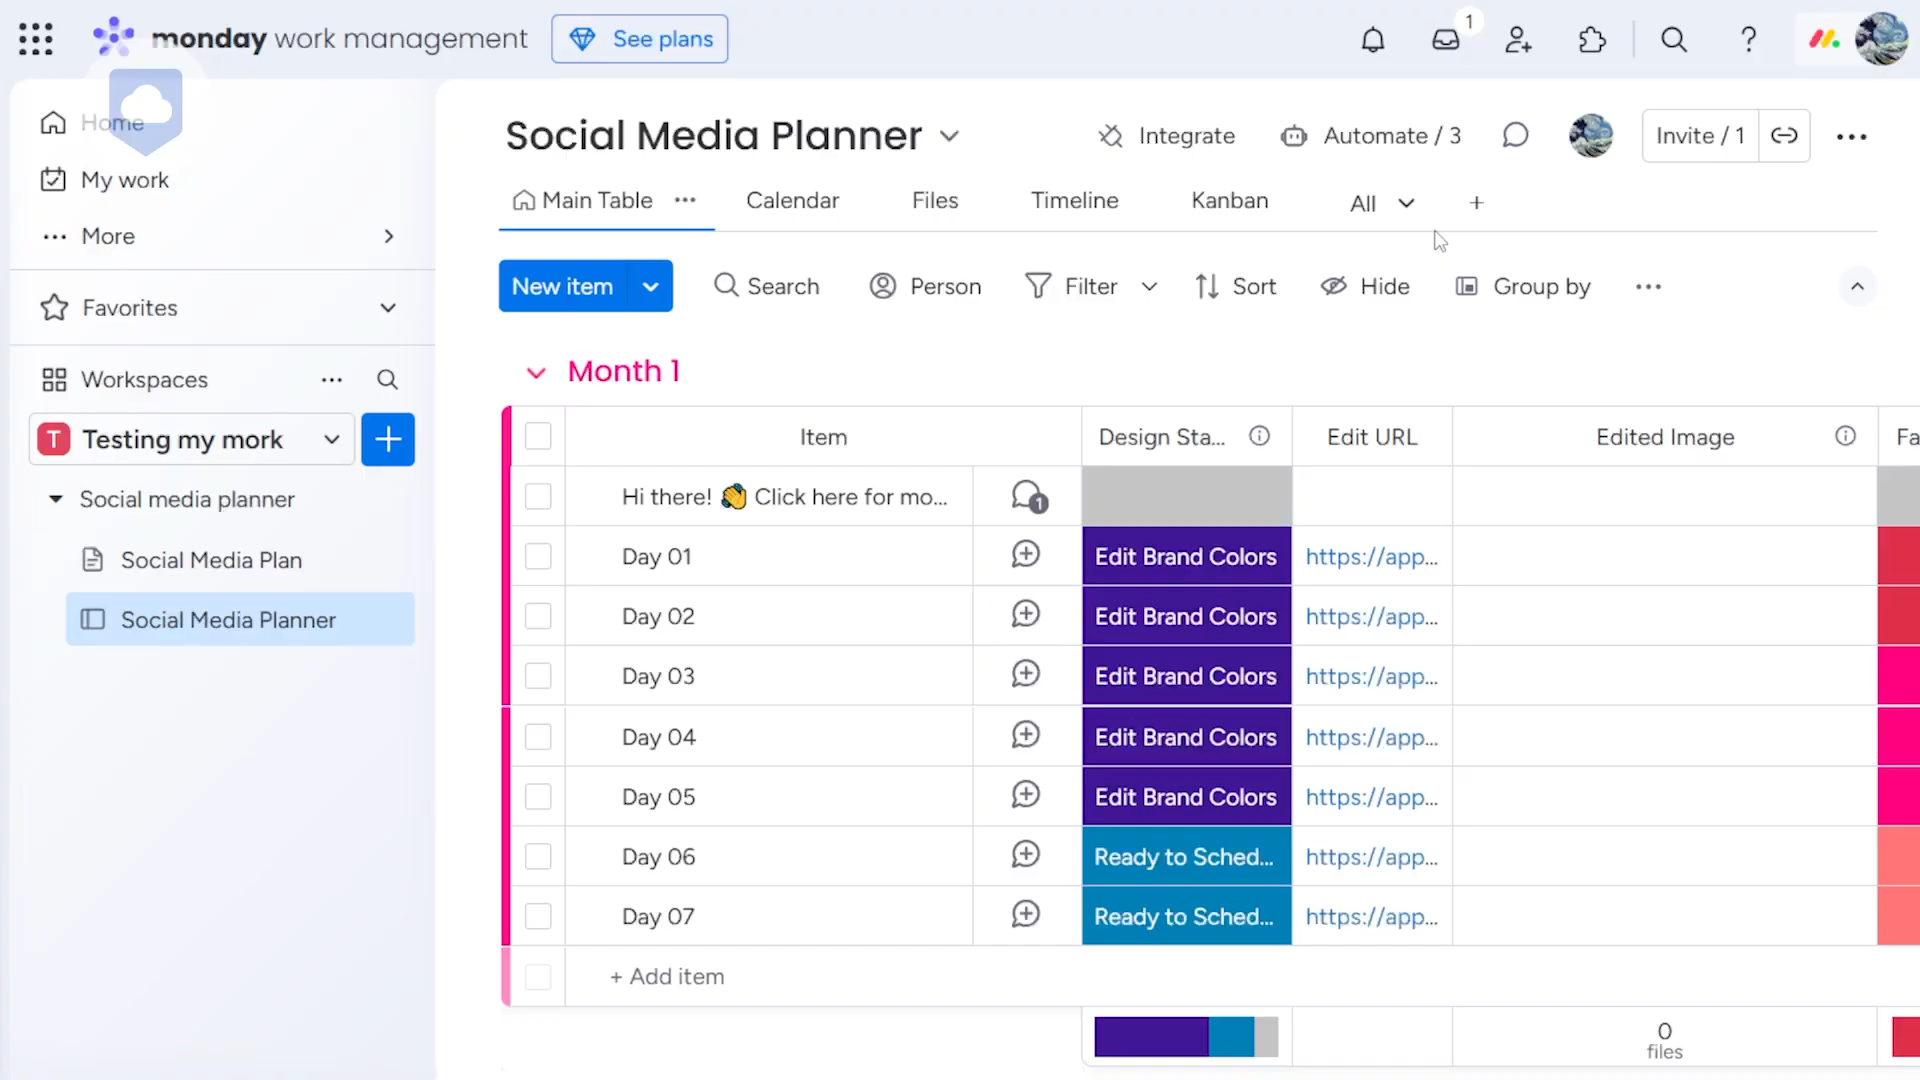 monday work management
See plans
1
Home
My work
More
Favorites
Workspaces
T Testing my mork
Social media planner
Social Media Plan
Social Media Planner
Social Media Planner
Integrate
Automate / 3
Invite / 1
Main Table
Calendar
Files
Timeline
Kanban
All
+
New item
Search
Person
Filter
Sort
Hide
Group by
Month 1
Item Design Sta... Edit URL Edited Image Fa
Hi there! 👏 Click here for mo... 1
Day 01 Edit Brand Colors https://app...
Day 02 Edit Brand Colors https://app...
Day 03 Edit Brand Colors https://app...
Day 04 Edit Brand Colors https://app...
Day 05 Edit Brand Colors https://app...
Day 06 Ready to Sched... https://app...
Day 07 Ready to Sched... https://app...
+ Add item
0
files